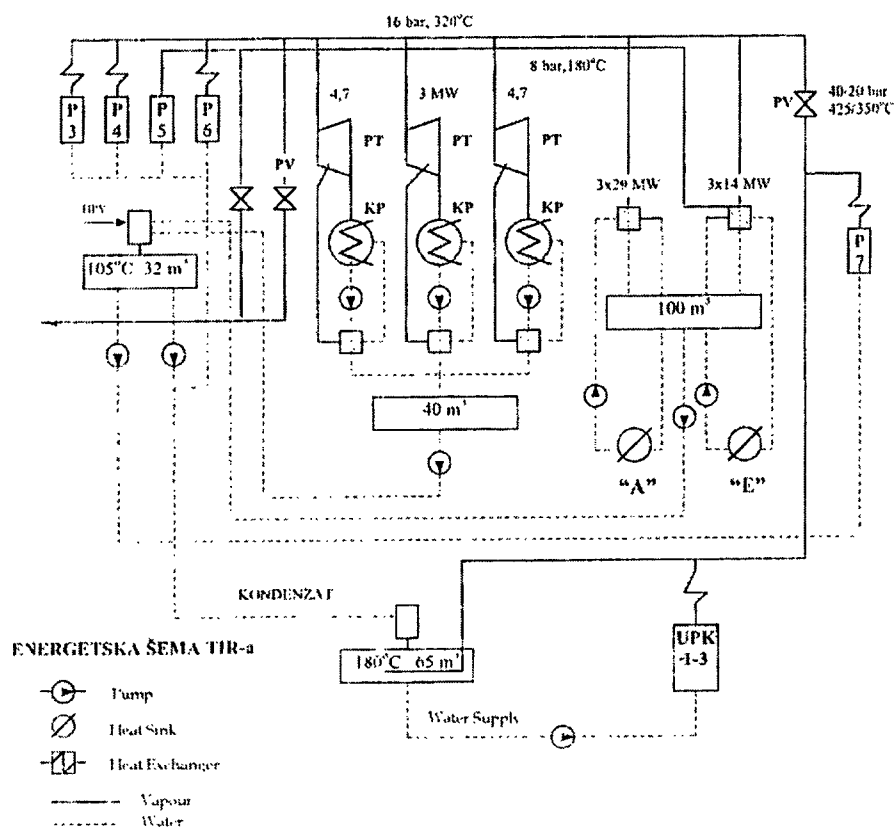 16 bar, 320°C
8 bar,180°C
P 3
P 4
P 5
P 6
4,7
3 MW
4,7
PV
40-20 bar
425/350°C
PV
PT
PT
PT
3x29 MW
3x14 MW
KP
KP
KP
P 7
105°C 32 m³
100 m³
40 m³
"A"
"E"
KONDENZAT
ENERGETSKA ŠEMA TIR-a
180°C 65 m³
UPK
-1-3
Pump
Water Supply
Heat Sink
Heat Exchanger
Vapour
Water